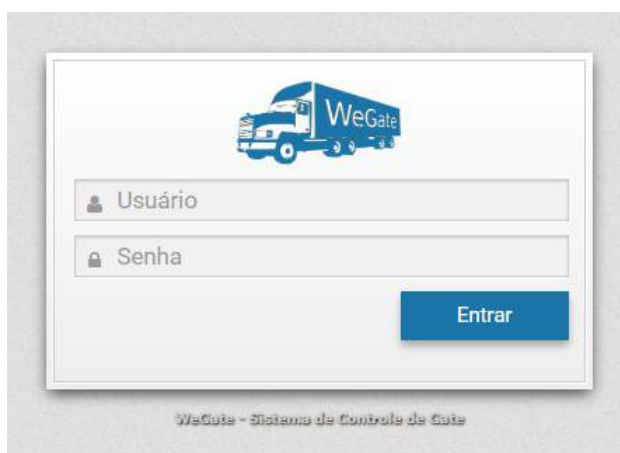 WeGate
Usuário
Senha
Entrar
WeGate - Sistema de Controle de Gate